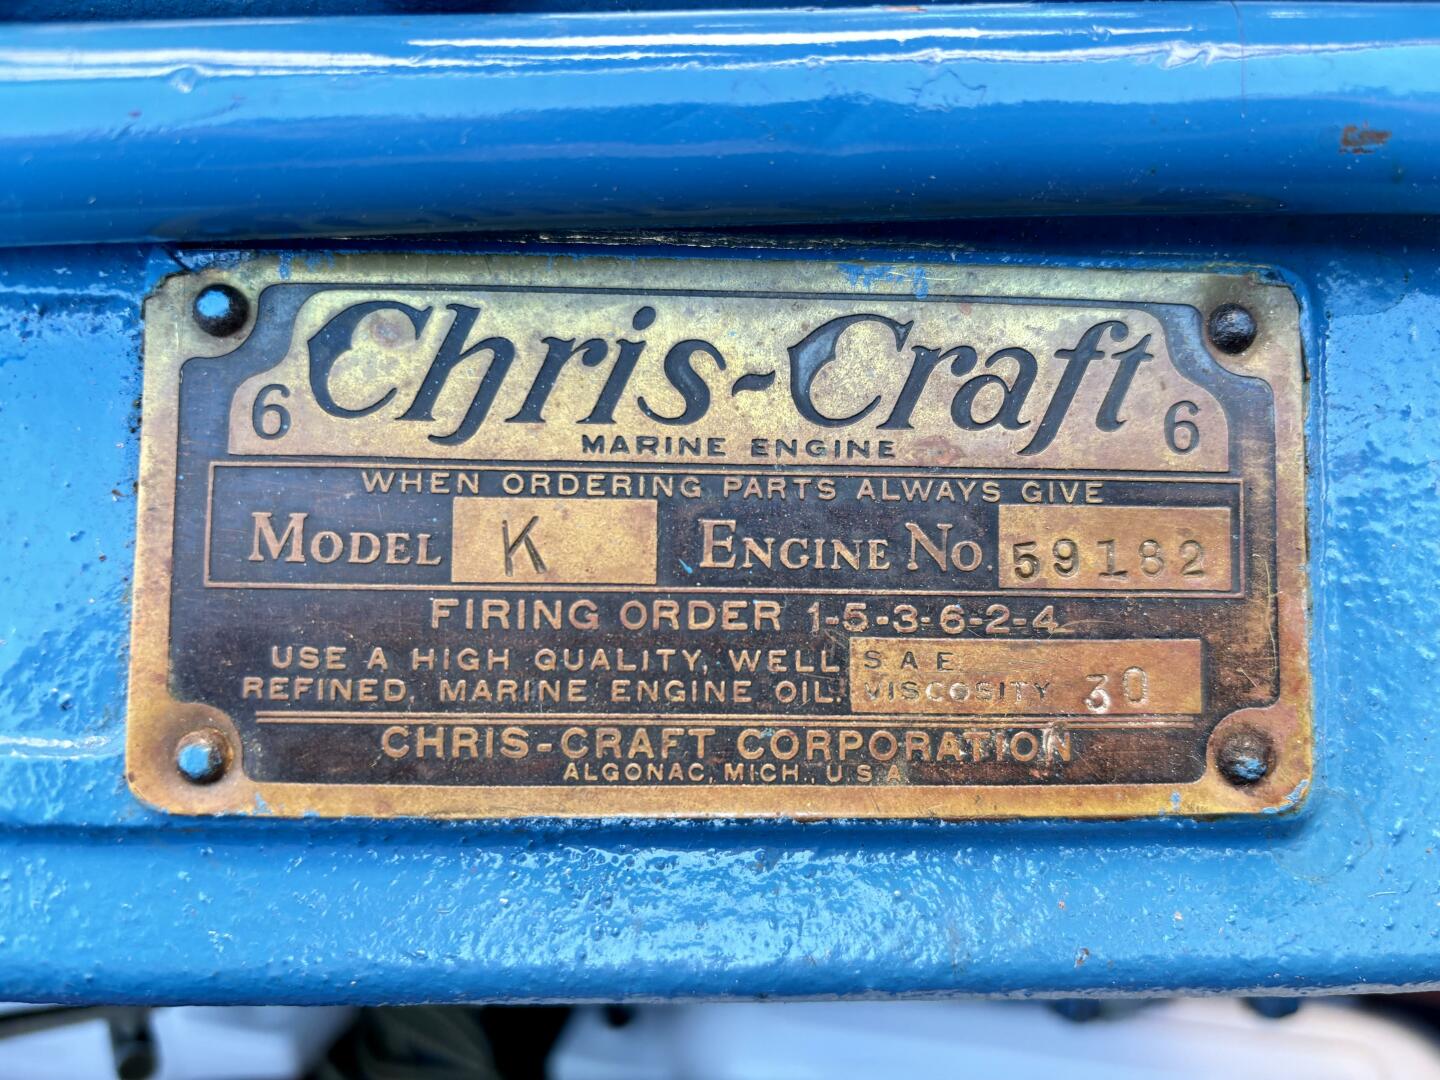 6 Chris-Craft 6
MARINE ENGINE
WHEN ORDERING PARTS ALWAYS GIVE
MODEL K ENGINE NO. 59182
FIRING ORDER 1-5-3-6-2-4
USE A HIGH QUALITY, WELL S A E
REFINED, MARINE ENGINE OIL. VISCOSITY 30
CHRIS-CRAFT CORPORATION
ALGONAC, MICH., U.S.A.